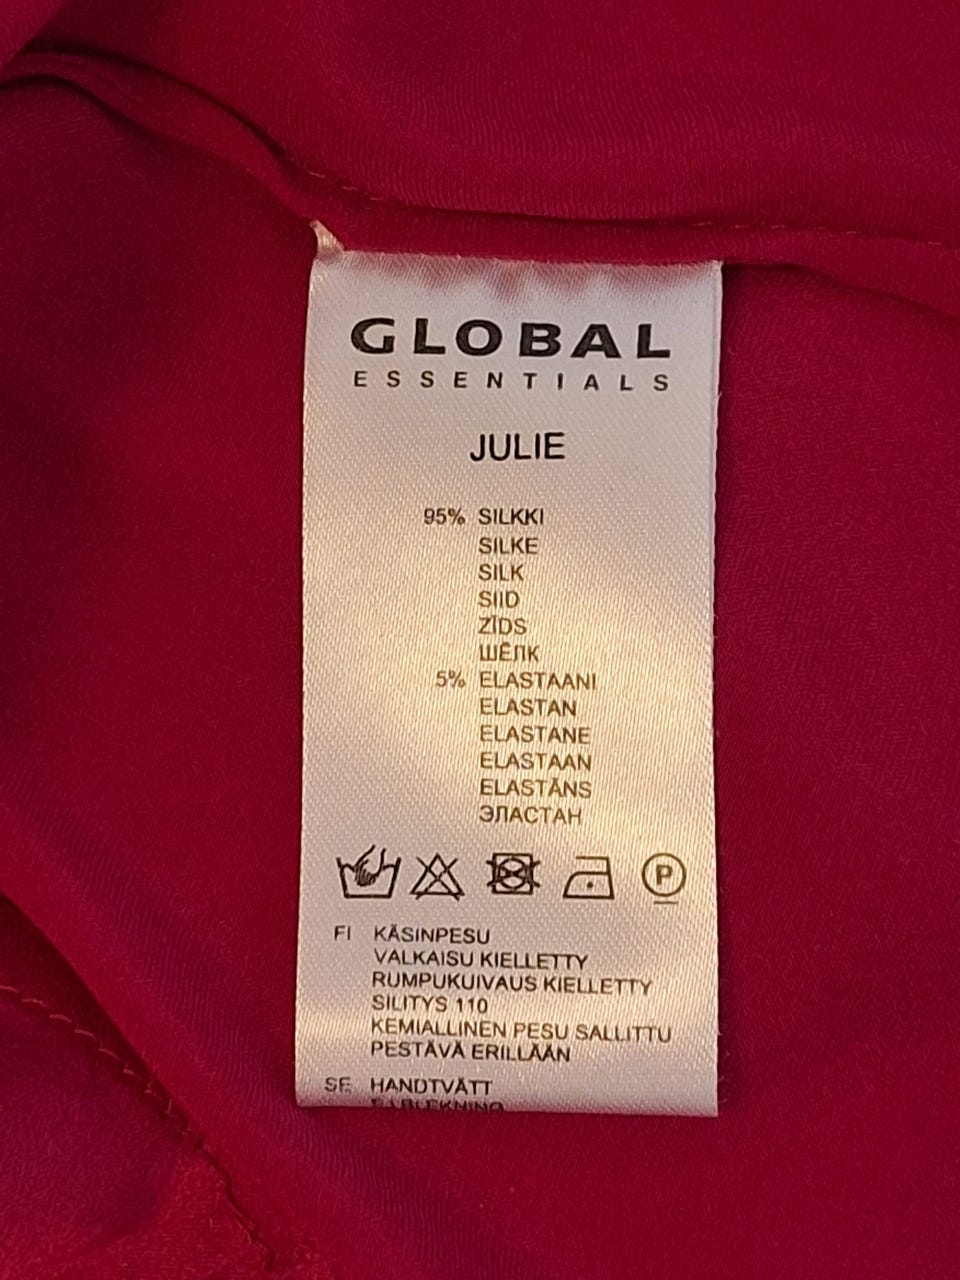 GLOBAL
ESSENTIALS
JULIE
95% SILKKI
SILKE
SILK
SIID
ZĪDS
ШЁЛК
5% ELASTAANI
ELASTAN
ELASTANE
ELASTAAN
ELASTĀNS
ЭЛАСТАН
P
FI KÄSINPESU
VALKAISU KIELLETTY
RUMPUKUIVAUS KIELLETTY
SILITYS 110
KEMIALLINEN PESU SALLITTU
PESTÄVÄ ERILLÄÄN
SE HANDTVÄTT